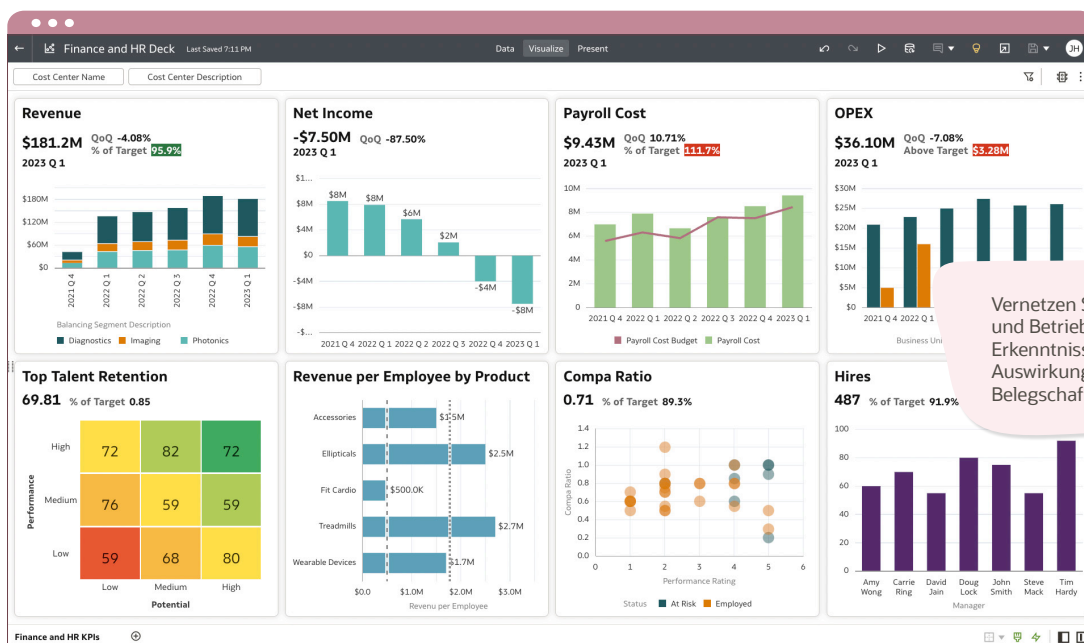 Finance and HR Deck Last Saved 7:11 PM Data Visualize Present JH
Cost Center Name Cost Center Description
Revenue
$181.2M QoQ -4.08%
% of Target 95.9%
2023 Q 1
$180M
$120M
$60M
$0
2021 Q 4 2022 Q 1 2022 Q 2 2022 Q 3 2022 Q 4 2023 Q 1
Balancing Segment Description
Diagnostics Imaging Photonics
Net Income
-$7.50M QoQ -87.50%
2023 Q 1
$1...
$8M
$4M
$0
-$4M
-$8M
-$...
$8M $8M $6M $2M -$4M -$8M
2021 Q 4 2022 Q 1 2022 Q 2 2022 Q 3 2022 Q 4 2023 Q 1
Payroll Cost
$9.43M QoQ 10.71%
% of Target 111.7%
2023 Q 1
10M
8M
6M
4M
2M
0
2021 Q 4 2022 Q 1 2022 Q 2 2022 Q 3 2022 Q 4 2023 Q 1
Payroll Cost Budget Payroll Cost
OPEX
$36.10M QoQ -7.08%
Above Target $3.28M
2023 Q 1
$30M
$20M
$15M
$10M
$5M
$0
2021 Q 4 2022 Q 1
Business Uni
Vernetzen S
und Betrieb
Erkenntniss
Auswirkung
Belegschaf
Top Talent Retention
69.81 % of Target 0.85
Performance
High 72 82 72
Medium 76 59 59
Low 59 68 80
Low Medium High
Potential
Revenue per Employee by Product
Accessories $1.5M
Ellipticals $2.5M
Fit Cardio $500.0K
Treadmills $2.7M
Wearable Devices $1.7M
$0.0 $1.0M $2.0M $3.0M
Revenu per Employee
Compa Ratio
0.71 % of Target 89.3%
Compa Ratio
1.4
1.2
1.0
0.8
0.6
0.4
0.2
0.0
0 1 2 3 4 5 6
Performance Rating
Status At Risk Employed
Hires
487 % of Target 91.9%
100
80
60
40
20
0
Amy Wong Carrie Ring David Jain Doug Lock John Smith Steve Mack Tim Hardy
Manager
Finance and HR KPIs